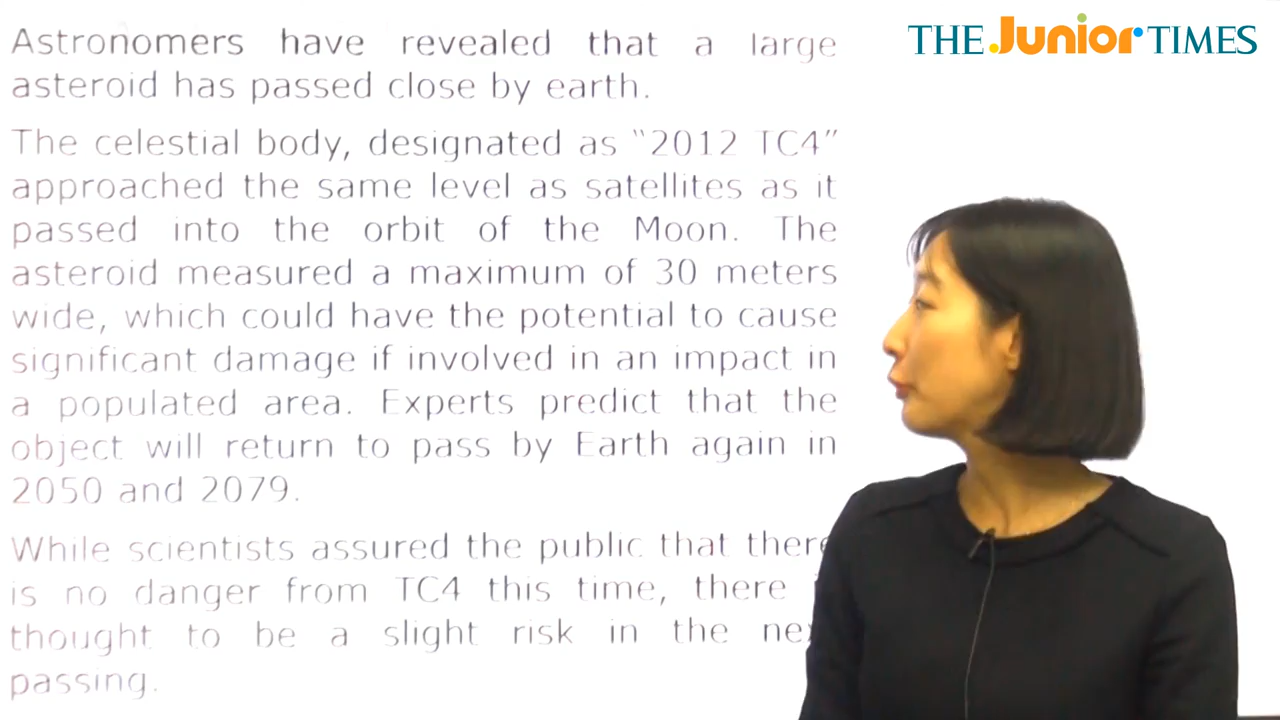 THE Junior TIMES
Astronomers have revealed that a large
asteroid has passed close by earth.
The celestial body, designated as “2012 TC4”
approached the same level as satellites as it
passed into the orbit of the Moon. The
asteroid measured a maximum of 30 meters
wide, which could have the potential to cause
significant damage if involved in an impact in
a populated area. Experts predict that the
object will return to pass by Earth again in
2050 and 2079.
While scientists assured the public that there
is no danger from TC4 this time, there
thought to be a slight risk in the
passing.